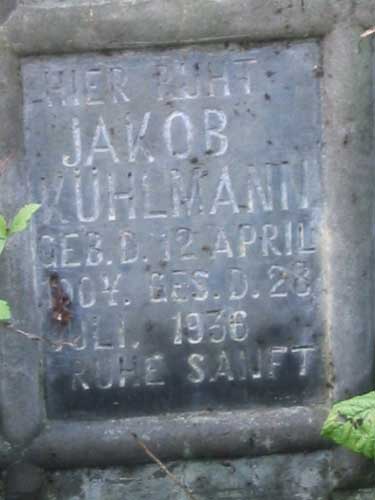 HIER RUHT
JAKOB
KUHLMANN
GEB. D. 12 APRIL
GES. D. 28
JULI. 1936
RUHE SANFT